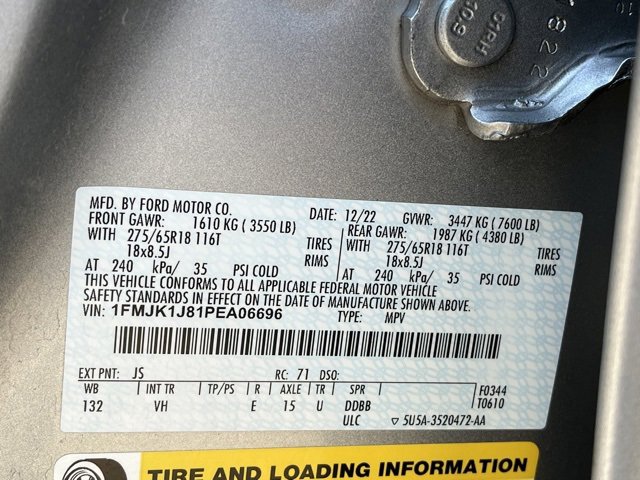 10.9
01RH
822
10
MFD. BY FORD MOTOR CO.
DATE: 12/22 GVWR: 3447 KG ( 7600 LB)
FRONT GAWR: 1610 KG ( 3550 LB)
REAR GAWR: 1987 KG ( 4380 LB)
WITH 275/65R18 116T TIRES
WITH 275/65R18 116T TIRES
18x8.5J RIMS
18x8.5J RIMS
AT 240 kPa/ 35 PSI COLD
AT 240 kPa/ 35 PSI COLD
THIS VEHICLE CONFORMS TO ALL APPLICABLE FEDERAL MOTOR VEHICLE
SAFETY STANDARDS IN EFFECT ON THE DATE OF MANUFACTURE SHOWN ABOVE.
VIN: 1FMJK1J81PEA06696 TYPE: MPV
EXT PNT: JS RC: 71 DSO:
WB INT TR TP/PS R AXLE TR SPR F0344
132 VH E 15 U DDBB T0610
ULC ▽ 5U5A-3520472-AA
TIRE AND LOADING INFORMATION